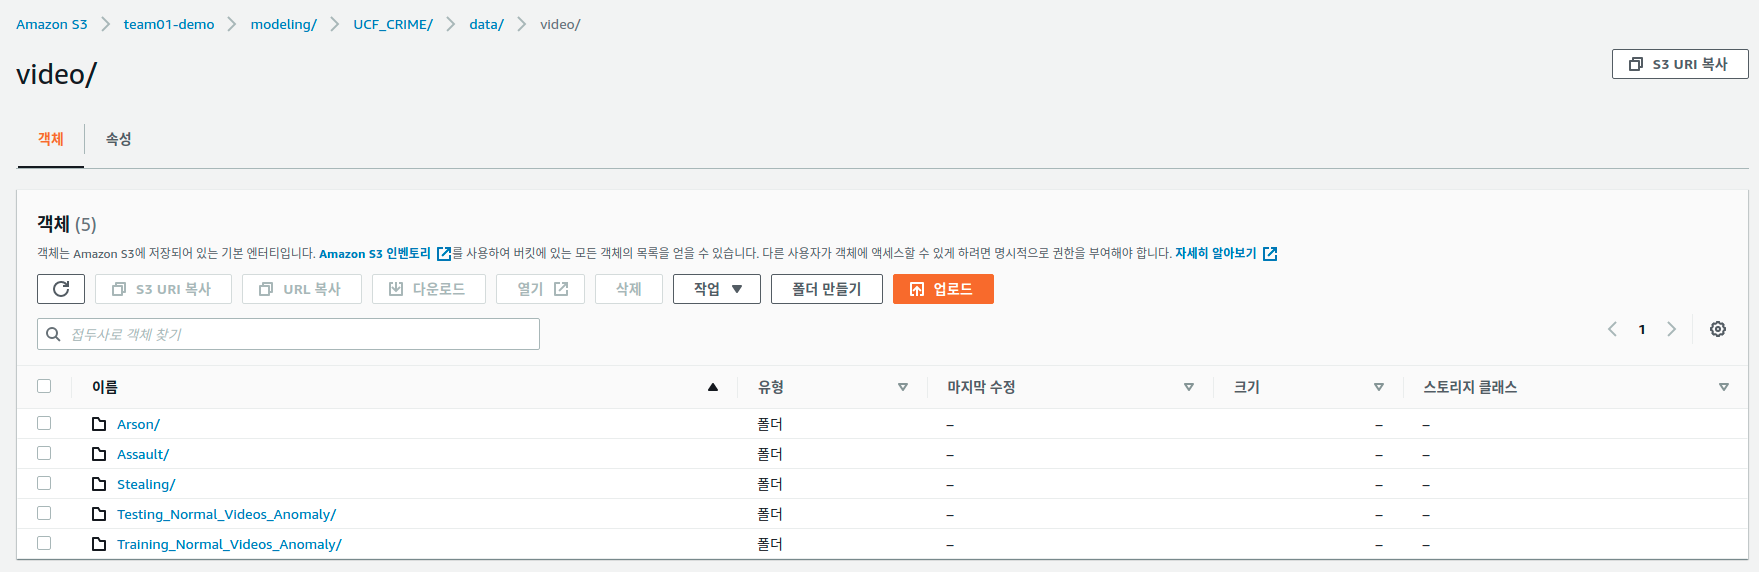 Amazon S3 > team01-demo > modeling/ > UCF_CRIME/ > data/ > video/
video/
S3 URI 복사
객체 속성
객체 (5)
객체는 Amazon S3에 저장되어 있는 기본 엔터티입니다. Amazon S3 인벤토리 를 사용하여 버킷에 있는 모든 객체의 목록을 얻을 수 있습니다. 다른 사용자가 객체에 액세스할 수 있게 하려면 명시적으로 권한을 부여해야 합니다. 자세히 알아보기
S3 URI 복사 URL 복사 다운로드 열기 삭제 작업 폴더 만들기 업로드
접두사로 객체 찾기
1
이름 유형 마지막 수정 크기 스토리지 클래스
Arson/ 폴더 – – –
Assault/ 폴더 – – –
Stealing/ 폴더 – – –
Testing_Normal_Videos_Anomaly/ 폴더 – – –
Training_Normal_Videos_Anomaly/ 폴더 – – –